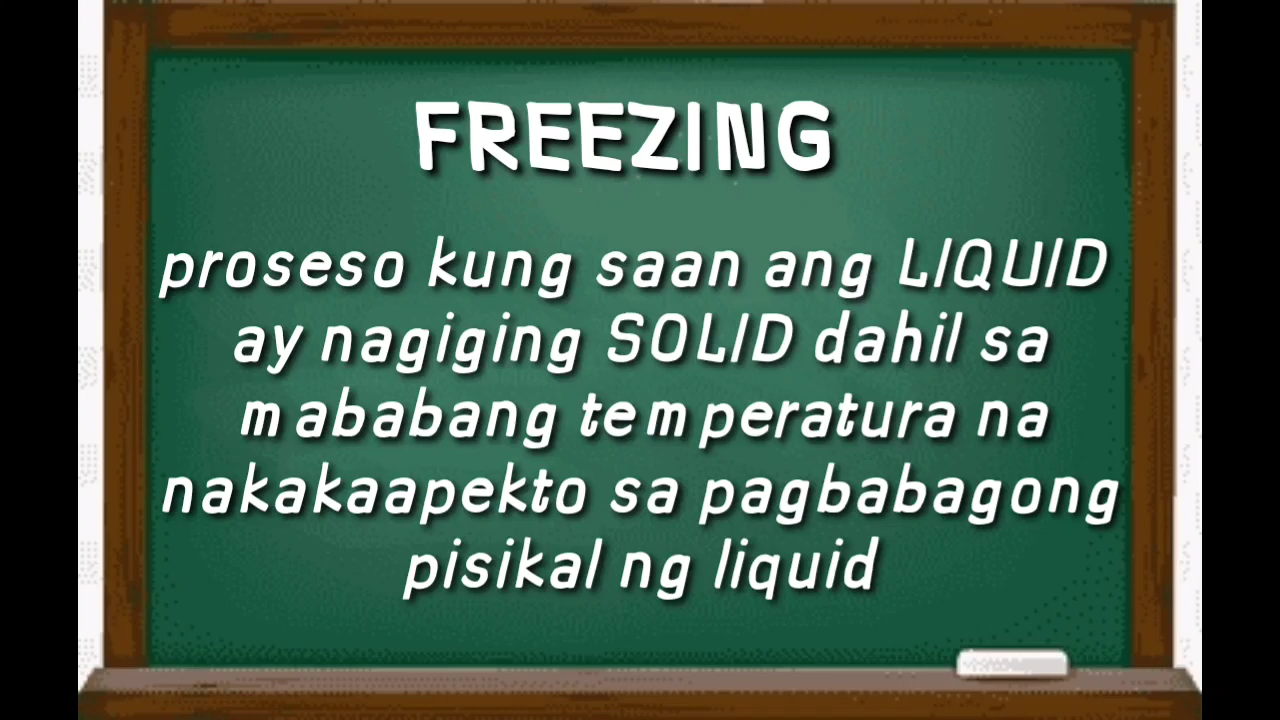 FREEZING
proseso kung saan ang LIQUID
ay nagiging SOLID dahil sa
mababang temperatura na
nakakaapekto sa pagbabagong
pisikal ng liquid